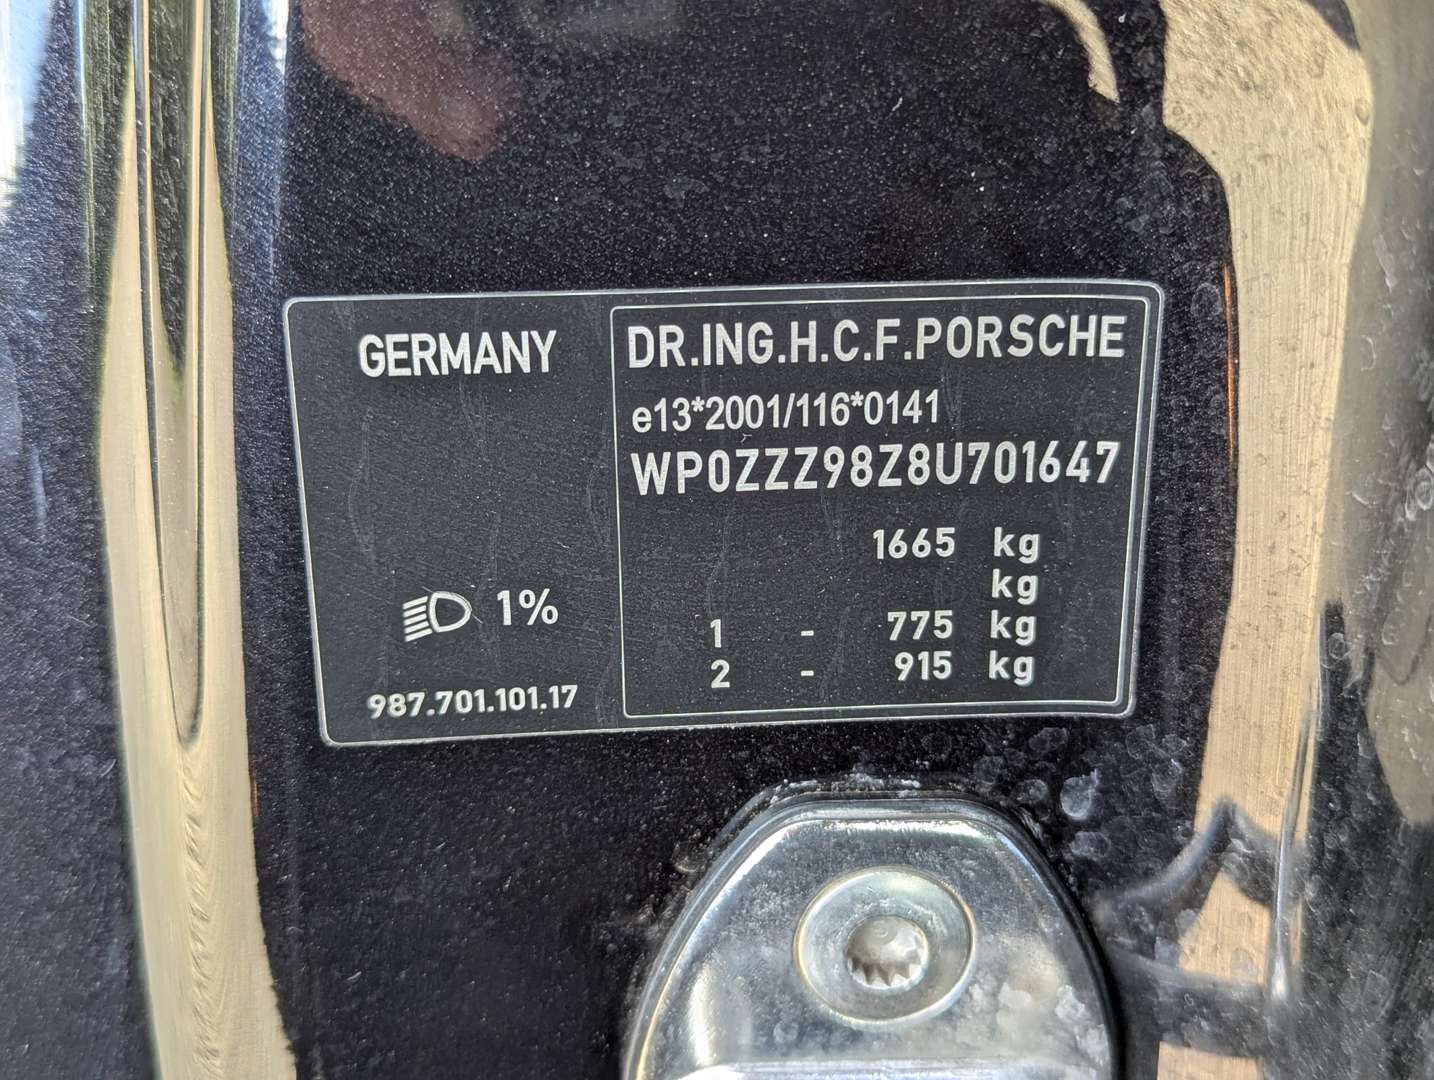 GERMANY
1%
987.701.101.17
DR.ING.H.C.F.PORSCHE
e13*2001/116*0141
WP0ZZZ98Z8U701647
1665 kg
kg
1 - 775 kg
2 - 915 kg